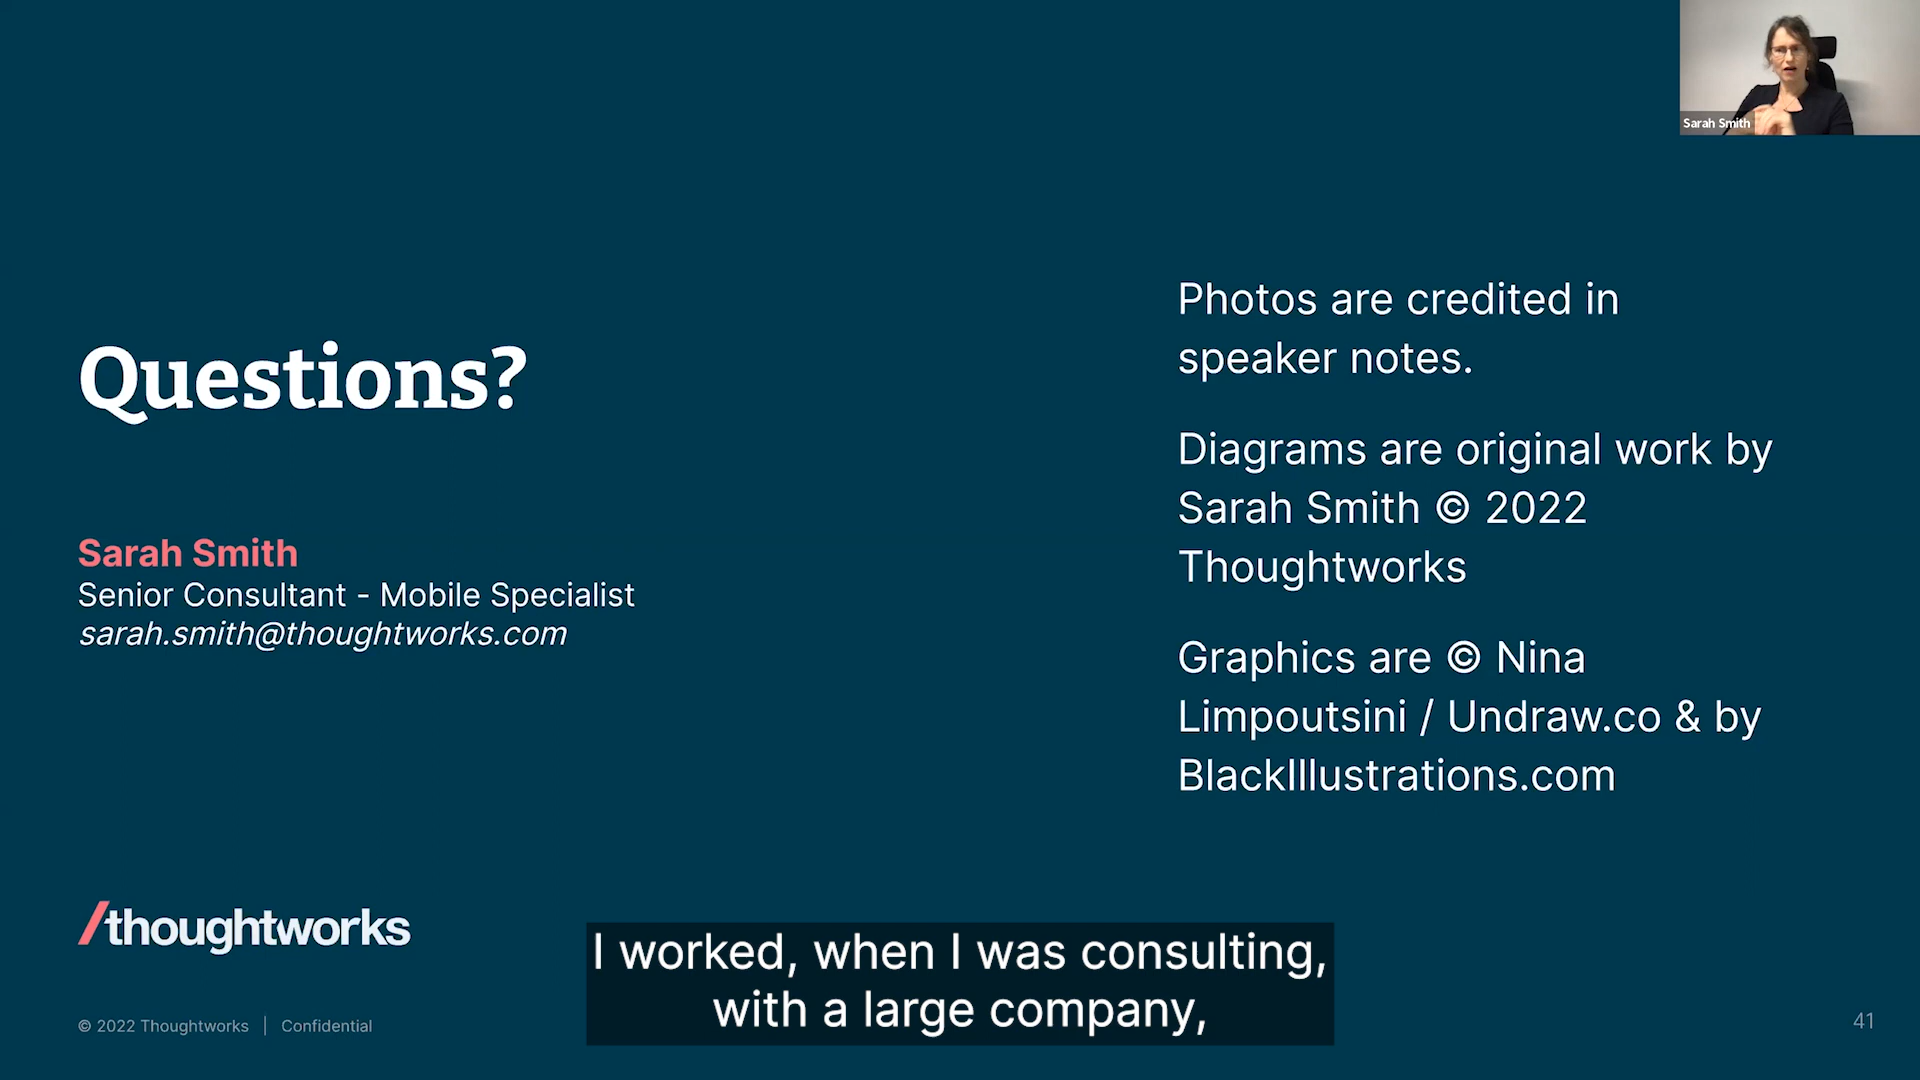 Sarah Smith
Questions?
Sarah Smith
Senior Consultant - Mobile Specialist
sarah.smith@thoughtworks.com
Photos are credited in
speaker notes.
Diagrams are original work by
Sarah Smith © 2022
Thoughtworks
Graphics are © Nina
Limpoutsini / Undraw.co & by
BlackIllustrations.com
/thoughtworks
© 2022 Thoughtworks | Confidential
I worked, when I was consulting,
with a large company,
41